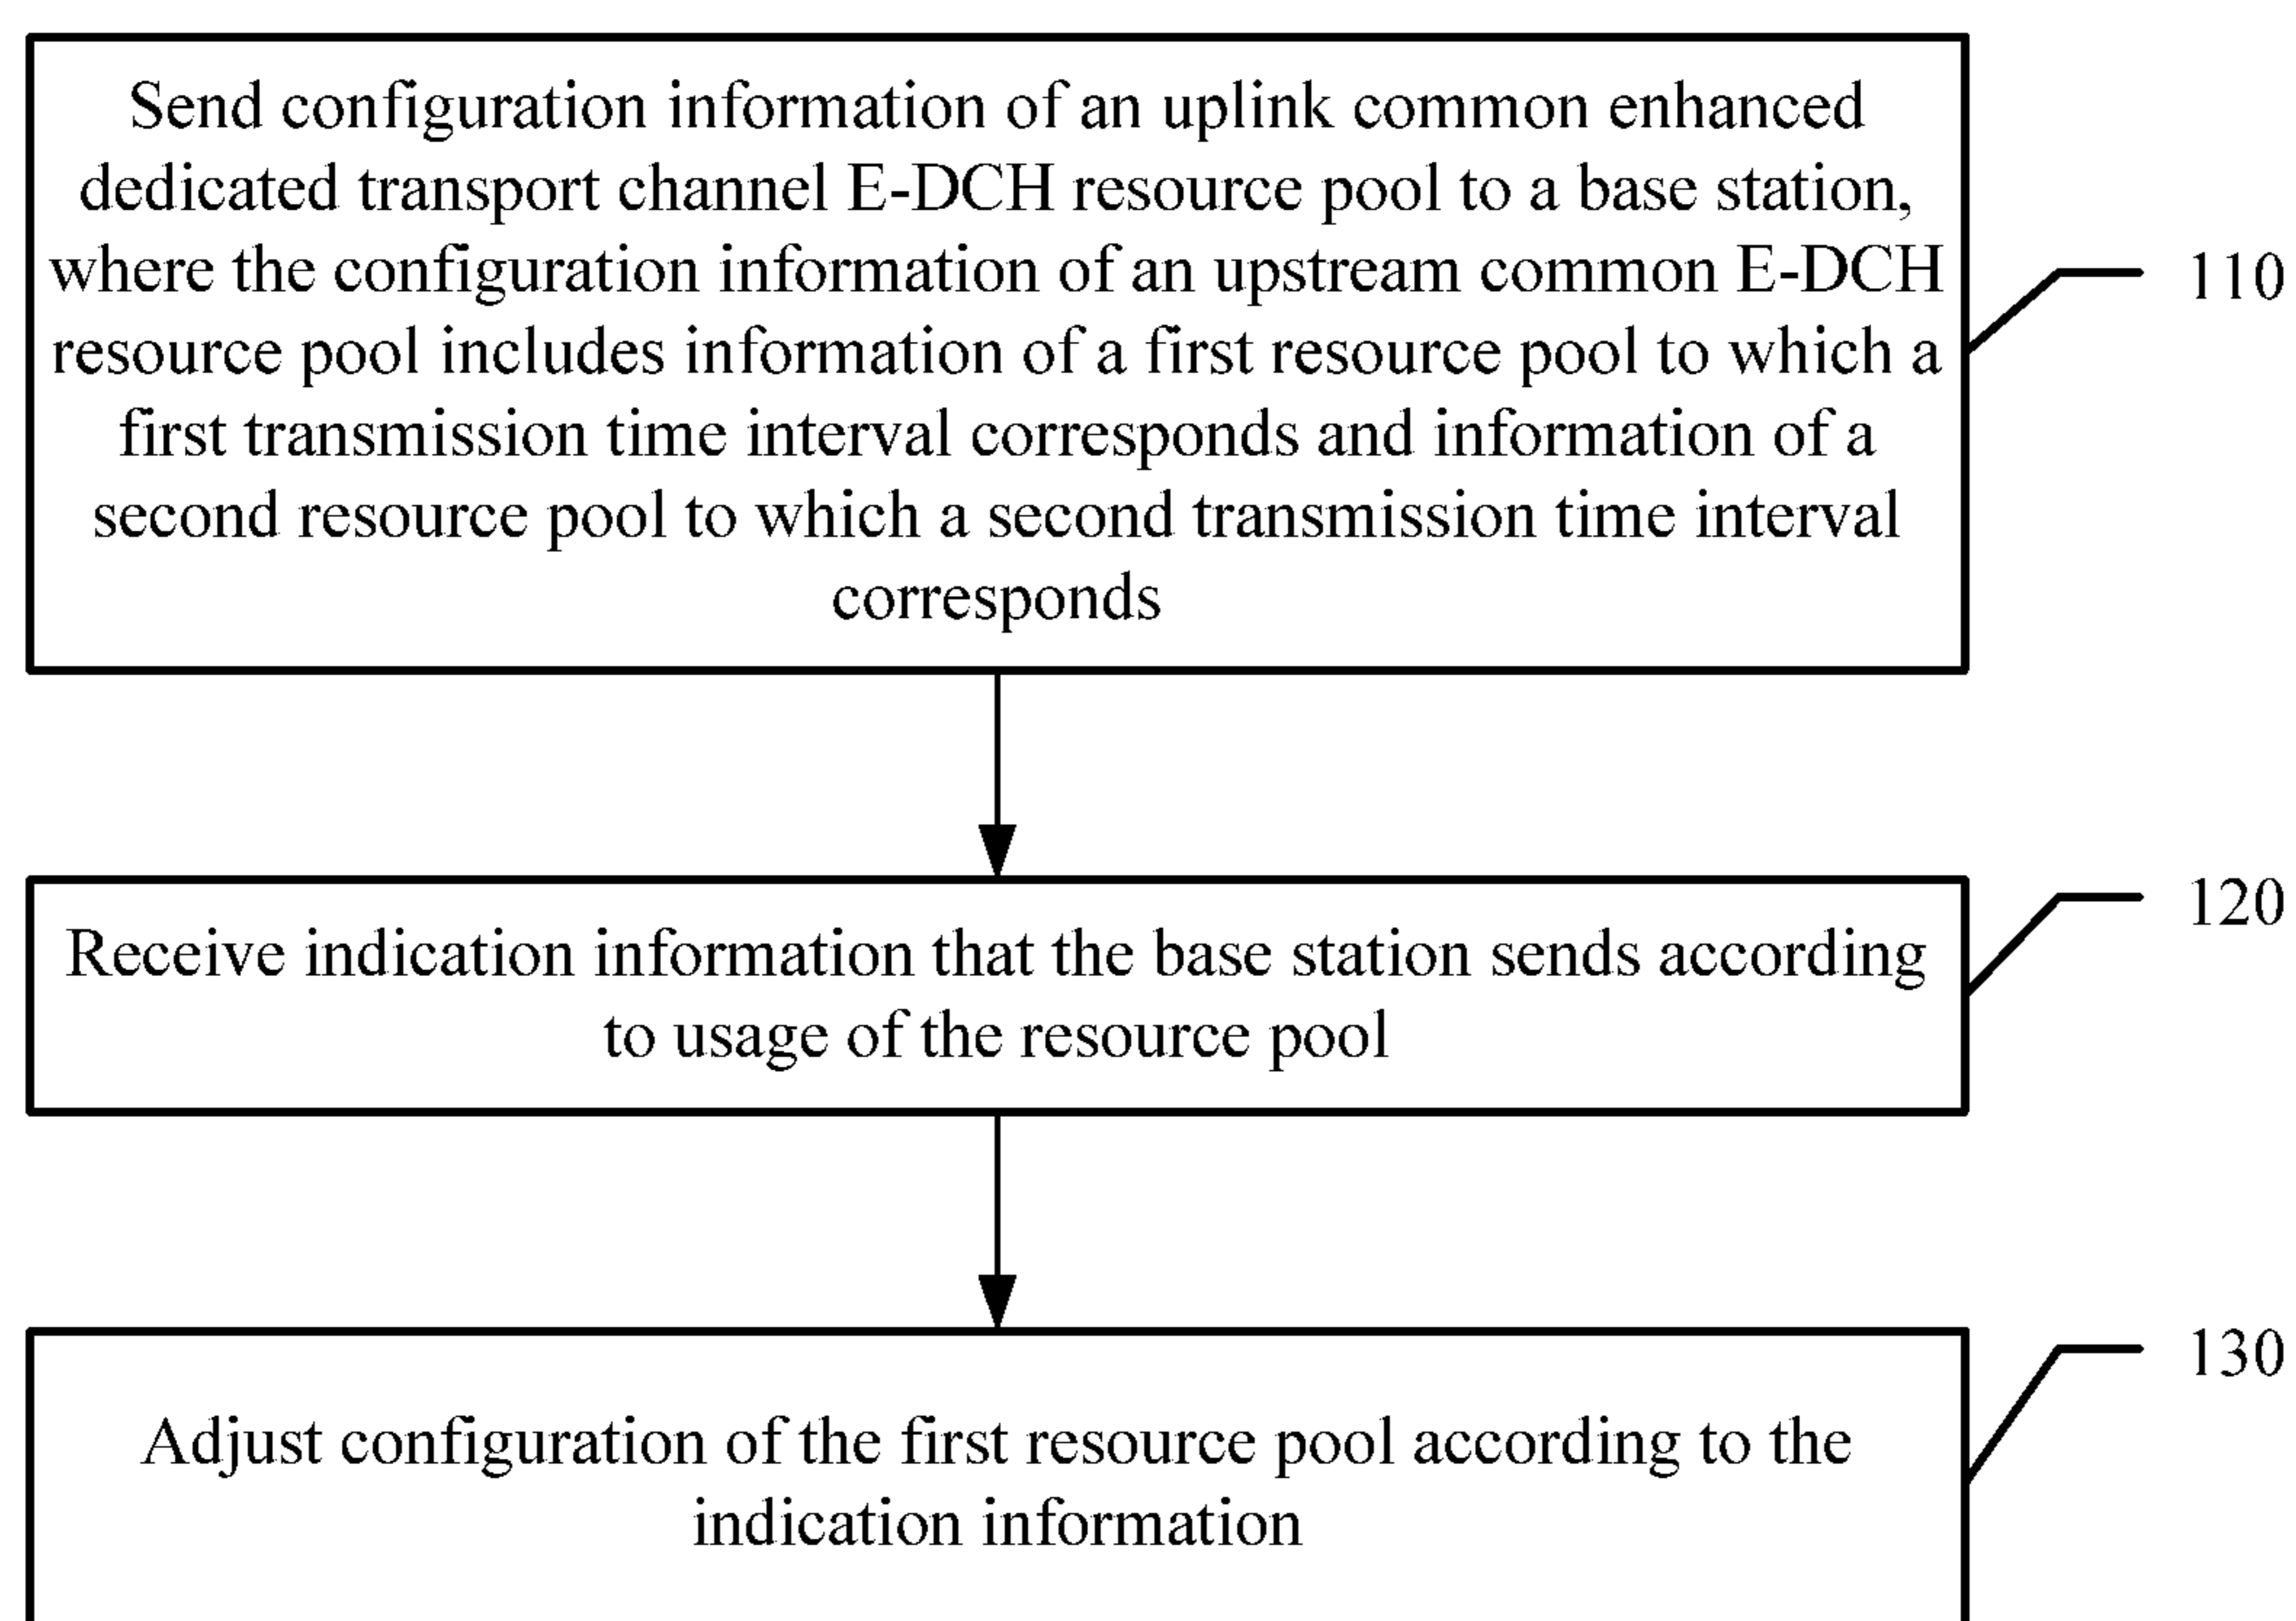 Send configuration information of an uplink common enhanced
dedicated transport channel E-DCH resource pool to a base station,
where the configuration information of an upstream common E-DCH
resource pool includes information of a first resource pool to which a
first transmission time interval corresponds and information of a
second resource pool to which a second transmission time interval
corresponds
110
Receive indication information that the base station sends according
to usage of the resource pool
120
Adjust configuration of the first resource pool according to the
indication information
130